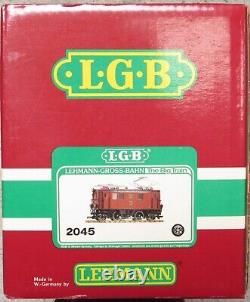 L·G·B
L·G·B
LEHMANN-GROSS-BAHN The Big Train
2045
Made in
W.-Germany by
LEHMANN